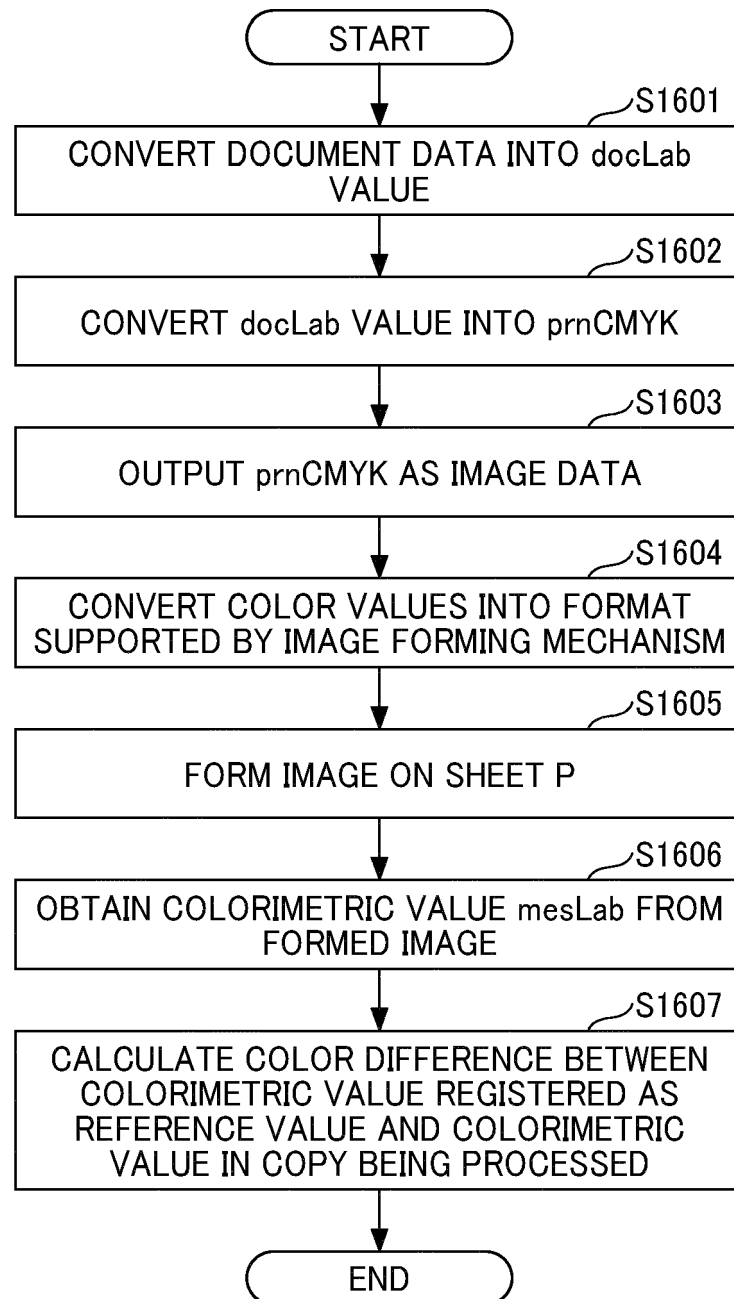 START
S1601
CONVERT DOCUMENT DATA INTO docLab
VALUE
S1602
CONVERT docLab VALUE INTO prnCMYK
S1603
OUTPUT prnCMYK AS IMAGE DATA
S1604
CONVERT COLOR VALUES INTO FORMAT
SUPPORTED BY IMAGE FORMING MECHANISM
S1605
FORM IMAGE ON SHEET P
S1606
OBTAIN COLORIMETRIC VALUE mesLab FROM
FORMED IMAGE
S1607
CALCULATE COLOR DIFFERENCE BETWEEN
COLORIMETRIC VALUE REGISTERED AS
REFERENCE VALUE AND COLORIMETRIC
VALUE IN COPY BEING PROCESSED
END